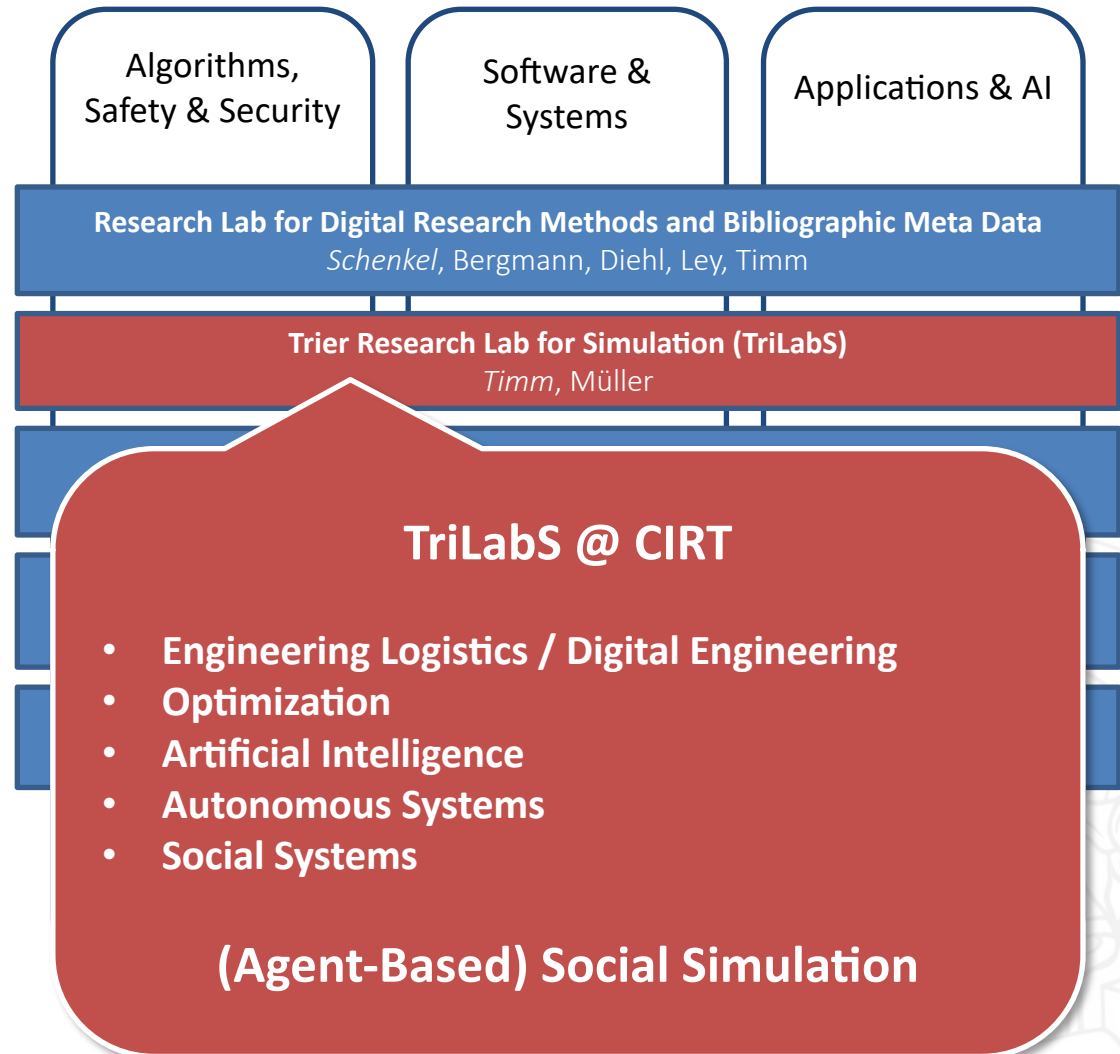 Algorithms,
Safety & Security
Software &
Systems
Applications & AI
Research Lab for Digital Research Methods and Bibliographic Meta Data
Schenkel, Bergmann, Diehl, Ley, Timm
Trier Research Lab for Simulation (TriLabS)
Timm, Müller
TriLabS @ CIRT
• Engineering Logistics / Digital Engineering
• Optimization
• Artificial Intelligence
• Autonomous Systems
• Social Systems
(Agent-Based) Social Simulation